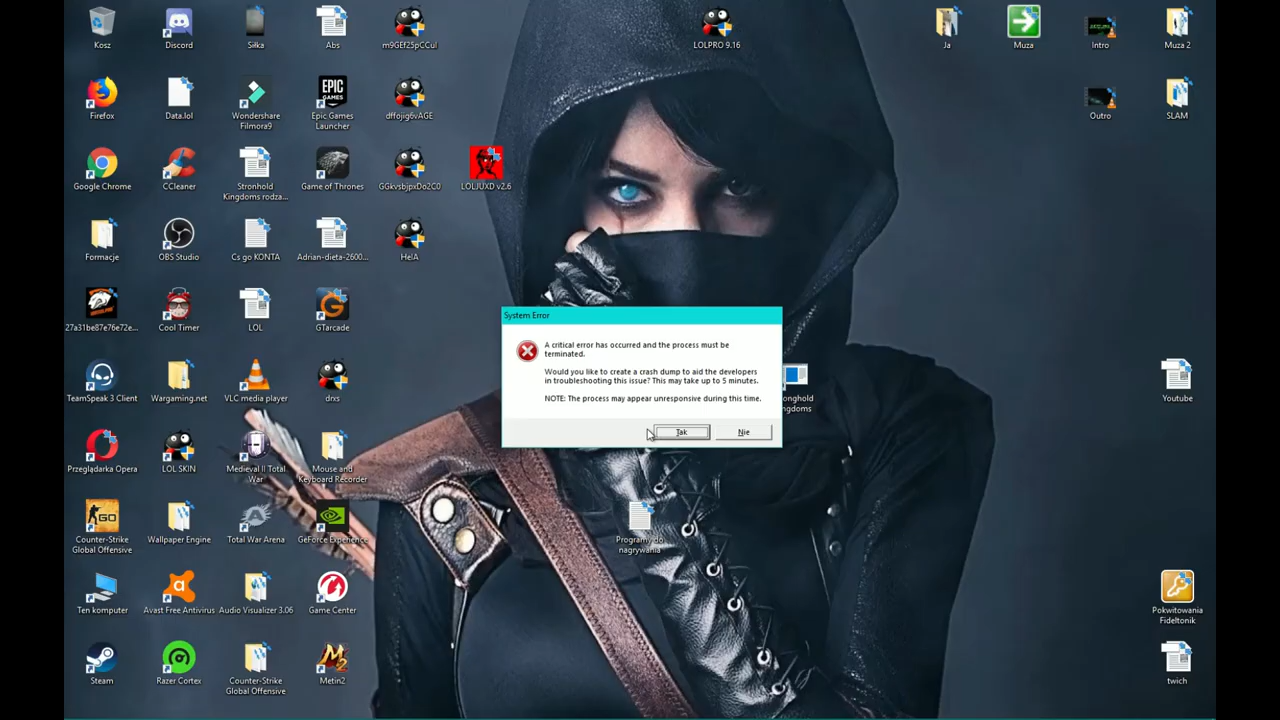 Kosz
Discord
Siłka
Abs
m9GEf25pCCuI
LOLPRO 9.16
Ja
Muza
Intro
Muza 2
Firefox
Data.lol
Wondershare
Filmora9
EPIC
GAMES
Epic Games
Launcher
dffojig6vAGE
Outro
SLAM
Google Chrome
CCleaner
Stronghold
Kingdoms rodza...
Game of Thrones
GGkvsbjpxDo2C0
LOLJUXD v2.6
Formacje
OBS Studio
Cs go KONTA
Adrian-dieta-2600...
HelA
27a31be87e76e72e...
Cool Timer
LOL
GTarcade
System Error
A critical error has occurred and the process must be
terminated.
Would you like to create a crash dump to aid the developers
in troubleshooting this issue? This may take up to 5 minutes.
NOTE: The process may appear unresponsive during this time.
Tak
Nie
TeamSpeak 3 Client
Wargaming.net
VLC media player
drxs
Youtube
Przeglądarka Opera
LOL SKIN
Medieval II Total
War
Mouse and
Keyboard Recorder
GO
Counter-Strike
Global Offensive
Wallpaper Engine
Total War Arena
GeForce Experience
Programy do
nagrywania
Ten komputer
Avast Free Antivirus
Audio Visualizer 3.06
Game Center
Pokwitowania
Fideltonik
Steam
Razer Cortex
Counter-Strike
Global Offensive
Metin2
twich